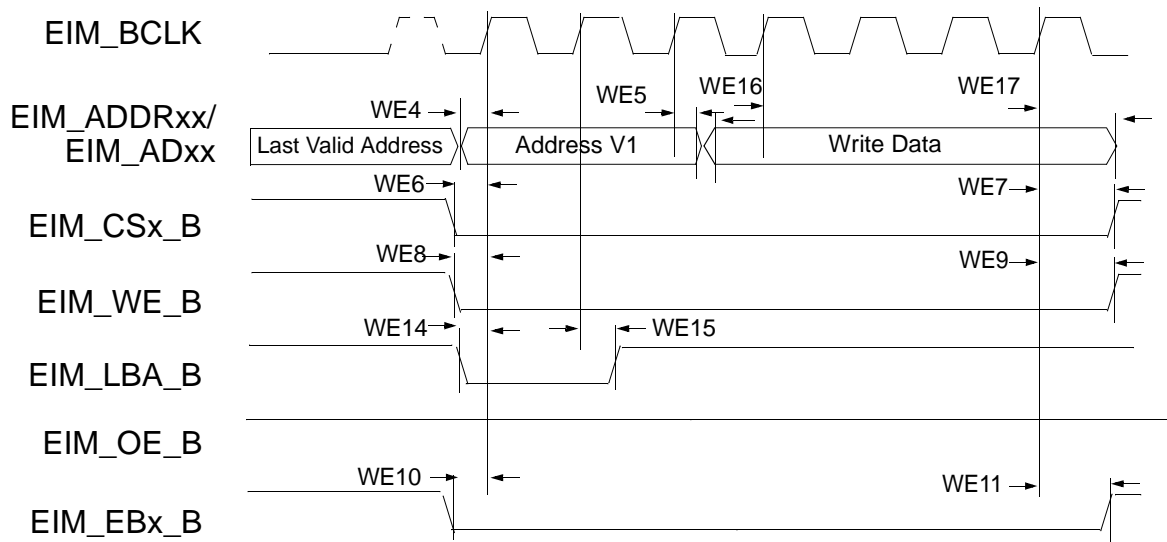 EIM_BCLK
WE4
WE5
WE16
WE17
EIM_ADDRxx/
EIM_ADxx
Last Valid Address
Address V1
Write Data
WE6
WE7
EIM_CSx_B
WE8
WE9
EIM_WE_B
WE14
WE15
EIM_LBA_B
EIM_OE_B
WE10
WE11
EIM_EBx_B